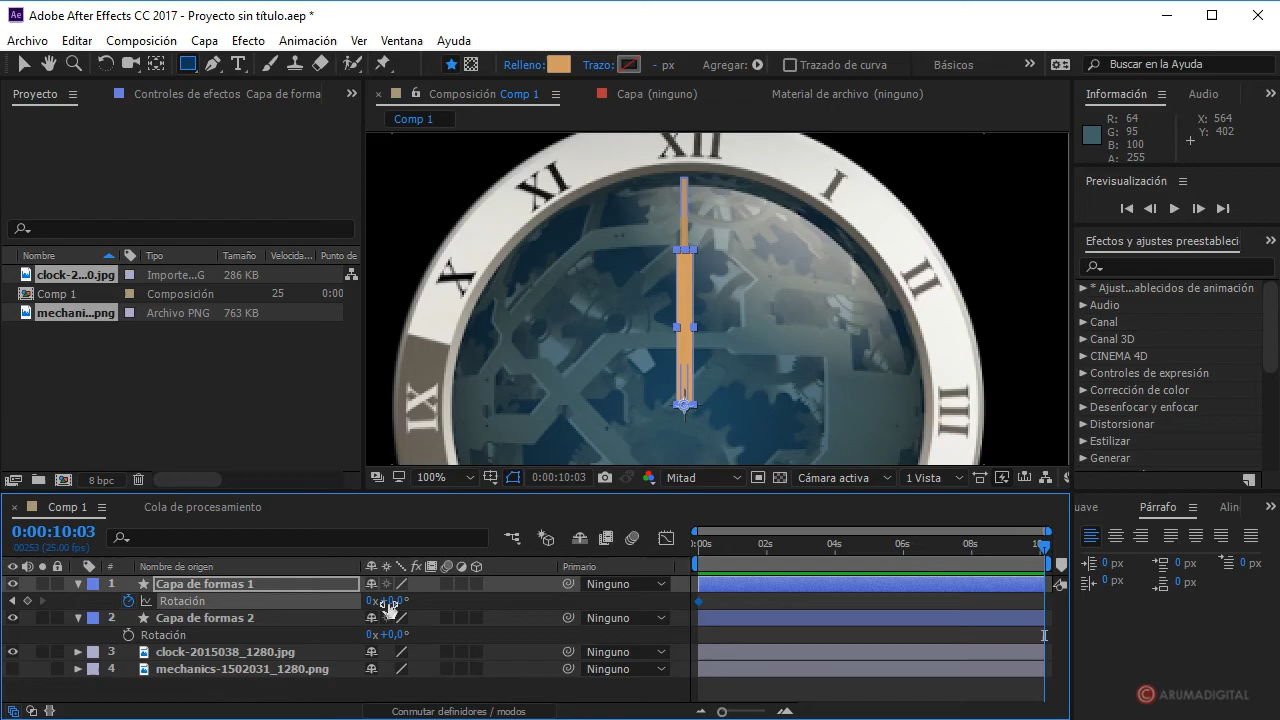 Adobe After Effects CC 2017 - Proyecto sin título.aep *
Archivo Editar Composición Capa Efecto Animación Ver Ventana Ayuda
Relleno: Trazo: - px Agregar: Trazado de curva Básicos Buscar en la Ayuda
Proyecto Controles de efectos Capa de forma Composición Comp 1 Capa (ninguno) Material de archivo (ninguno) Información Audio
Comp 1
R: 64 X: 564
G: 95 Y: 402
B: 100
A: 255
XII
XI I
X II
IX III
Previsualización
Nombre Tipo Tamaño Velocida... Punto de
clock-2...0.jpg Importe...G 286 KB
Comp 1 Composición 25 0:00
mechani...png Archivo PNG 763 KB
Efectos y ajustes preestableci
* Ajust...ablecidos de animación
Audio
Canal
Canal 3D
CINEMA 4D
Controles de expresión
Corrección de color
Desenfocar y enfocar
Distorsionar
Estilizar
Generar
8 bpc 100% 0:00:10:03 Mitad Cámara activa 1 Vista
Comp 1 Cola de procesamiento uave Párrafo Alin
0:00:10:03
00253 (25.00 fps)
):00s 02s 04s 06s 08s 10
# Nombre de origen fx Primario
1 Capa de formas 1 Ninguno
Rotación 0x+0,0°
2 Capa de formas 2 Ninguno
Rotación 0x+0,0°
3 clock-2015038_1280.jpg Ninguno
4 mechanics-1502031_1280.png Ninguno
0 px 0 px 0 px
0 px 0 px
Conmutar definidores / modos
© ARUMADIGITAL